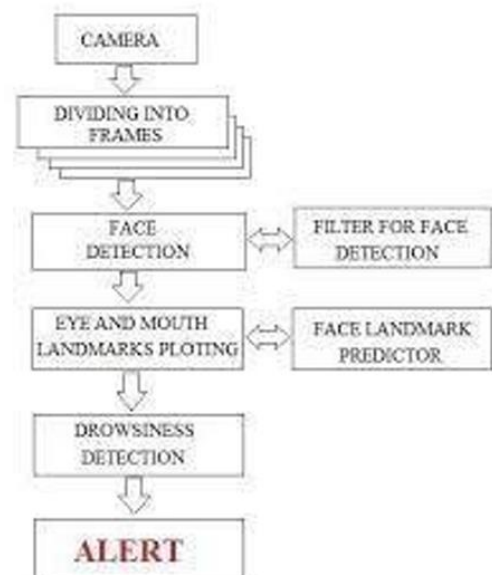 CAMERA
DIVIDING INTO
FRAMES
FACE
DETECTION
FILTER FOR FACE
DETECTION
EYE AND MOUTH
LANDMARKS PLOTING
FACE LANDMARK
PREDICTOR
DROWSINESS
DETECTION
ALERT